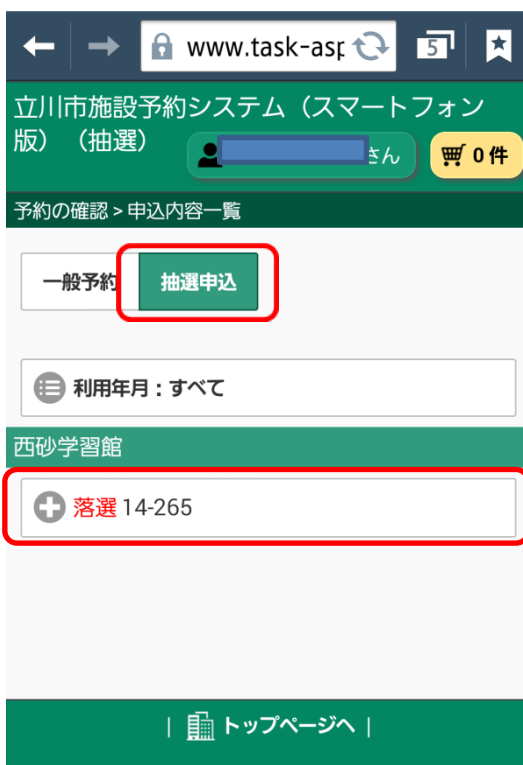 www.task-asp
5
立川市施設予約システム（スマートフォン
版）（抽選）
さん
0 件
予約の確認 > 申込内容一覧
一般予約
抽選申込
利用年月：すべて
西砂学習館
落選 14-265
| トップページへ |